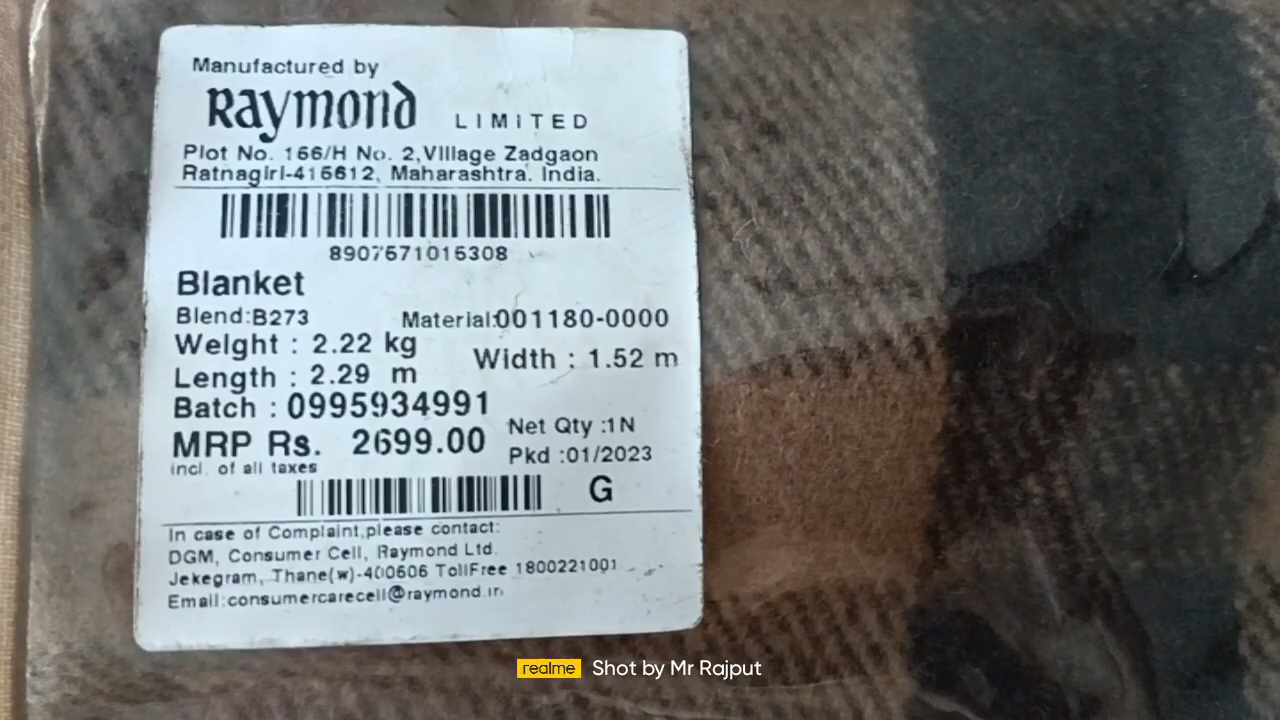 Manufactured by
Raymond LIMITED
Plot No. 166/H No. 2,Village Zadgaon
Ratnagiri-415612, Maharashtra. India.
8907571015308
Blanket
Blend:B273 Material:001180-0000
Weight : 2.22 kg
Width : 1.52 m
Length : 2.29 m
Batch : 0995934991
Net Qty :1N
MRP Rs. 2699.00
Pkd :01/2023
incl. of all taxes
G
In case of Complaint,please contact:
DGM, Consumer Cell, Raymond Ltd.
Jekegram, Thane(w)-400606 TollFree 1800221001
Email:consumercarecell@raymond.in
realme Shot by Mr Rajput